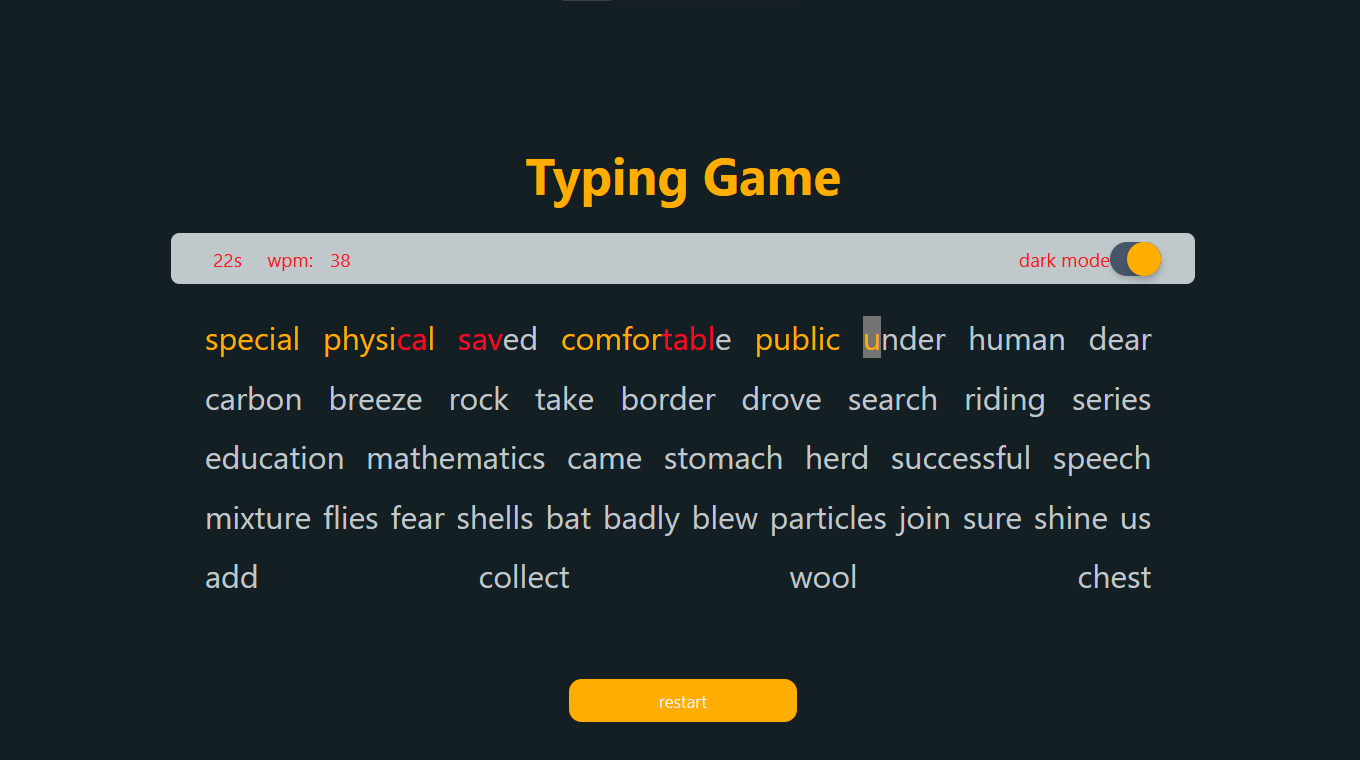 Typing Game
22s wpm: 38 dark mode
special physical saved comfortable public under human dear
carbon breeze rock take border drove search riding series
education mathematics came stomach herd successful speech
mixture flies fear shells bat badly blew particles join sure shine us
add collect wool chest
restart